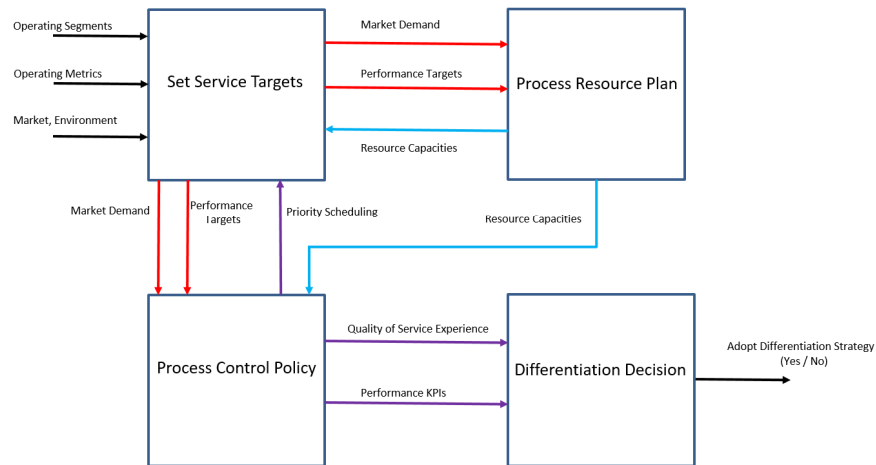 Operating Segments
Market Demand
Operating Metrics
Set Service Targets
Performance Targets
Process Resource Plan
Market, Environment
Resource Capacities
Market Demand
Performance
Targets
Priority Scheduling
Resource Capacities
Quality of Service Experience
Process Control Policy
Performance KPIs
Differentiation Decision
Adopt Differentiation Strategy
(Yes / No)